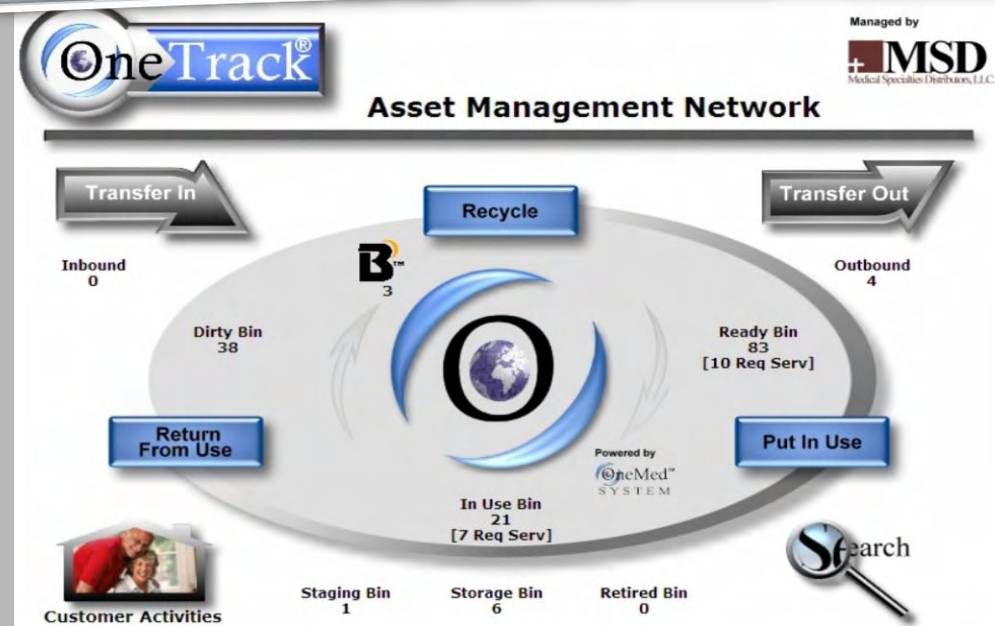 OneTrack®
Managed by
MSD
Medical Specialties Distributors, LLC.
Asset Management Network
Transfer In
Recycle
Transfer Out
Inbound
0
B™
3
Outbound
4
Dirty Bin
38
Ready Bin
83
[10 Req Serv]
O
Return
From Use
Put In Use
Powered by
OneMed™
SYSTEM
In Use Bin
21
[7 Req Serv]
Search
Customer Activities
Staging Bin
1
Storage Bin
6
Retired Bin
0